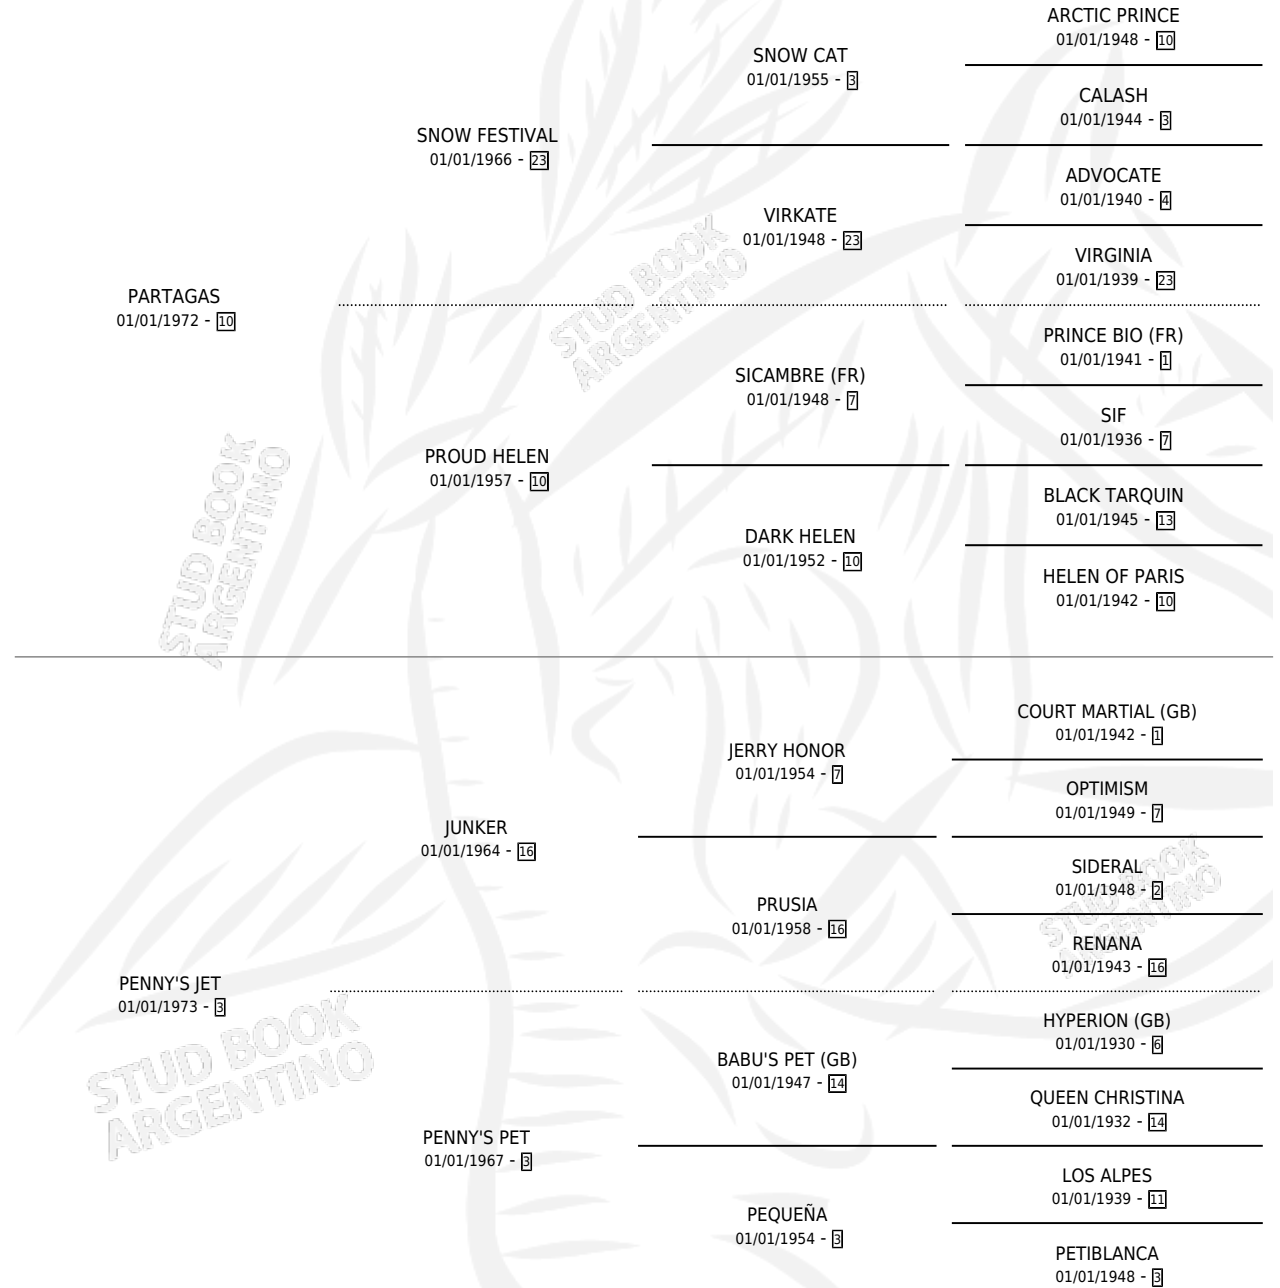 ARCTIC PRINCE
01/01/1948 - 10
SNOW CAT
01/01/1955 - 3
CALASH
01/01/1944 - 3
SNOW FESTIVAL
01/01/1966 - 23
ADVOCATE
01/01/1940 - 4
VIRKATE
01/01/1948 - 23
VIRGINIA
01/01/1939 - 23
PARTAGAS
01/01/1972 - 10
STUD BOOK
ARGENTINO
PRINCE BIO (FR)
01/01/1941 - 1
SICAMBRE (FR)
01/01/1948 - 7
SIF
01/01/1936 - 7
PROUD HELEN
01/01/1957 - 10
BLACK TARQUIN
01/01/1945 - 13
DARK HELEN
01/01/1952 - 10
HELEN OF PARIS
01/01/1942 - 10
STUD BOOK
ARGENTINO
COURT MARTIAL (GB)
01/01/1942 - 1
JERRY HONOR
01/01/1954 - 7
OPTIMISM
01/01/1949 - 7
JUNKER
01/01/1964 - 16
SIDERAL
01/01/1948 - 2
PRUSIA
01/01/1958 - 16
RENANA
01/01/1943 - 16
STUD BOOK
ARGENTINO
PENNY'S JET
01/01/1973 - 3
HYPERION (GB)
01/01/1930 - 6
BABU'S PET (GB)
01/01/1947 - 14
QUEEN CHRISTINA
01/01/1932 - 14
STUD BOOK
ARGENTINO
PENNY'S PET
01/01/1967 - 3
LOS ALPES
01/01/1939 - 11
PEQUEÑA
01/01/1954 - 3
PETIBLANCA
01/01/1948 - 3